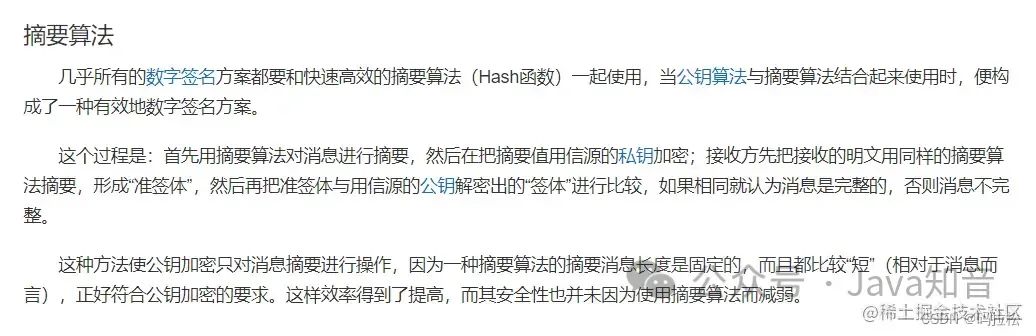 摘要算法
几乎所有的数字签名方案都要和快速高效的摘要算法（Hash函数）一起使用，当公钥算法与摘要算法结合起来使用时，便构
成了一种有效地数字签名方案。
这个过程是：首先用摘要算法对消息进行摘要，然后在把摘要值用信源的私钥加密；接收方先把接收的明文用同样的摘要算
法摘要，形成“准签体”，然后再把准签体与用信源的公钥解密出的“签体”进行比较，如果相同就认为消息是完整的，否则消息不完
整。
这种方法使公钥加密只对消息摘要进行操作，因为一种摘要算法的摘要消息长度是固定的，而且都比较“短”（相对于消息而
言），正好符合公钥加密的要求。这样效率得到了提高，而其安全性也并未因为使用摘要算法而减弱。
公众号 · Java知音
@稀土掘金技术社区
CSDN @码拉松